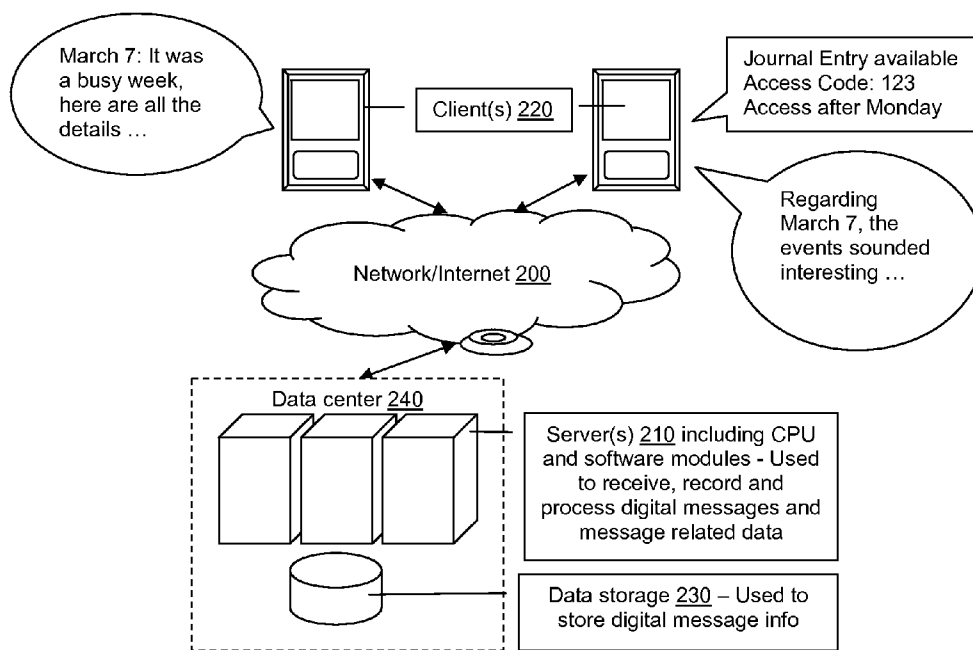 March 7: It was
a busy week,
here are all the
details …
Client(s) 220
Journal Entry available
Access Code: 123
Access after Monday
Regarding
March 7, the
events sounded
interesting …
Network/Internet 200
Data center 240
Server(s) 210 including CPU
and software modules - Used
to receive, record and
process digital messages and
message related data
Data storage 230 – Used to
store digital message info